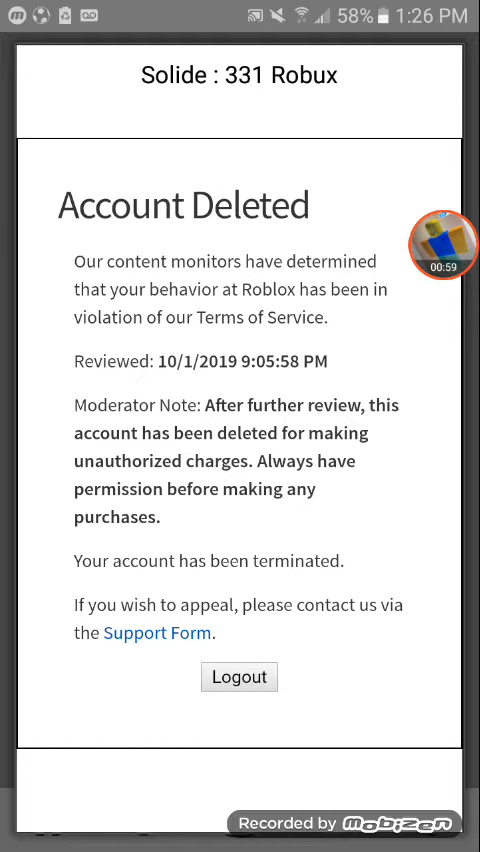 58% 1:26 PM
Solide : 331 Robux
Account Deleted
Our content monitors have determined
that your behavior at Roblox has been in
violation of our Terms of Service.
00:59
Reviewed: 10/1/2019 9:05:58 PM
Moderator Note: After further review, this
account has been deleted for making
unauthorized charges. Always have
permission before making any
purchases.
Your account has been terminated.
If you wish to appeal, please contact us via
the Support Form.
Logout
Recorded by mobizen